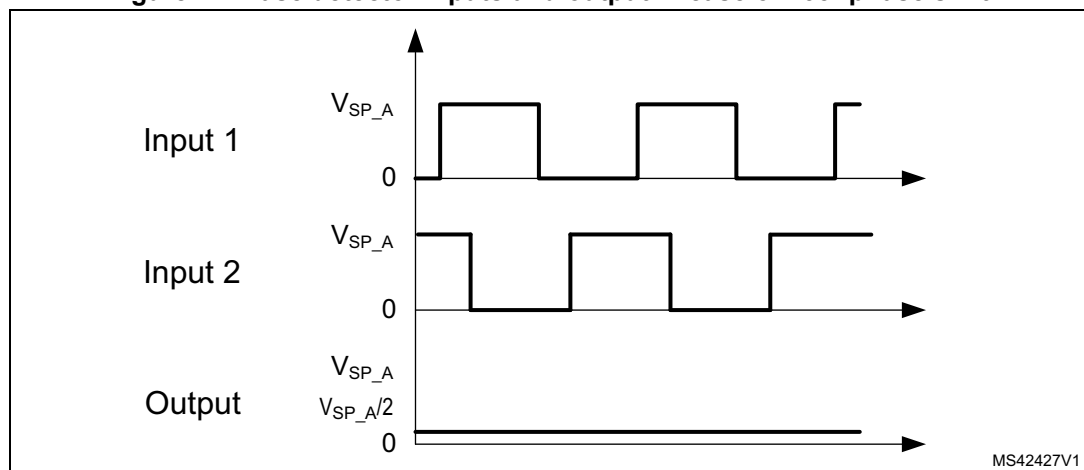 V_SP_A
Input 1
0
V_SP_A
Input 2
0
V_SP_A
Output
V_SP_A/2
0
MS42427V1